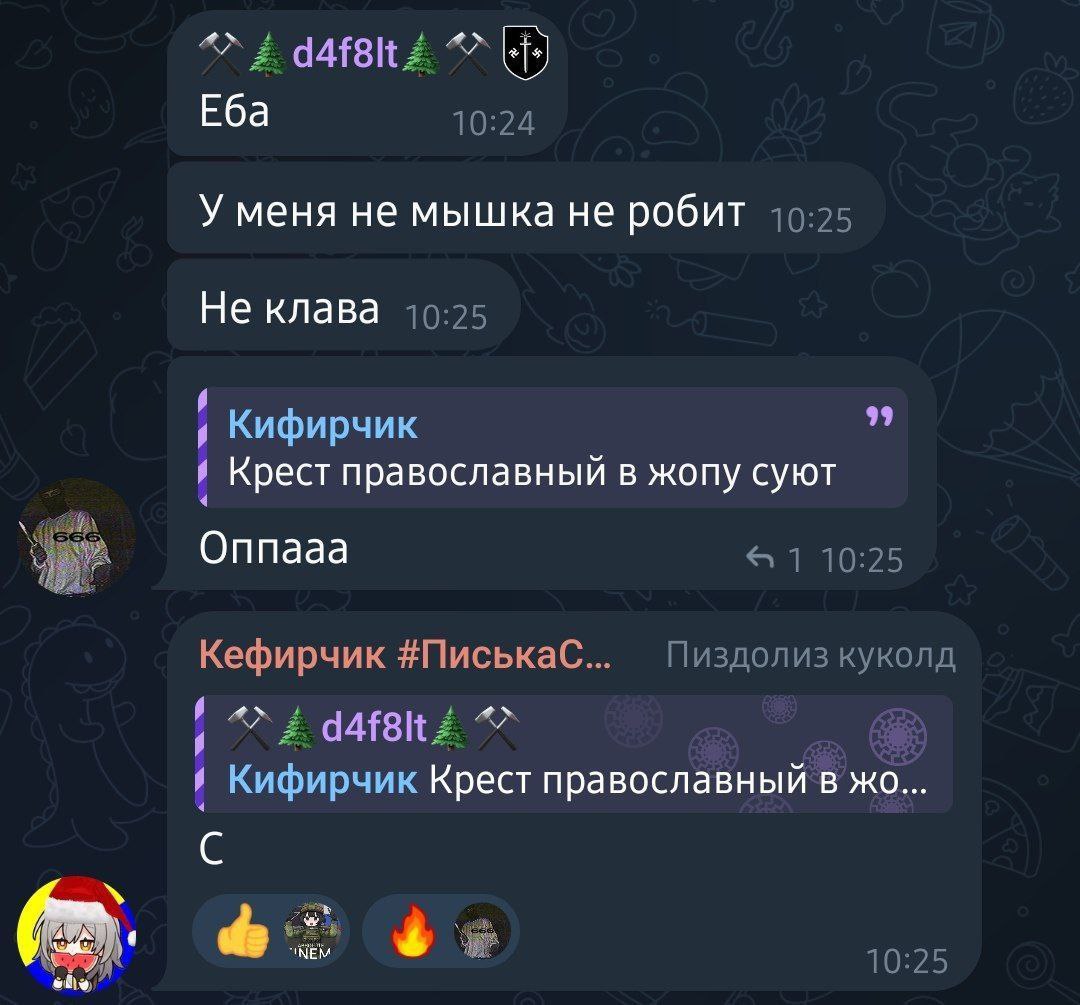 ⚒🌲d4f8lt🌲⚒
Еба
10:24
У меня не мышка не робит 10:25
Не клава 10:25
Кифирчик
Крест православный в жопу суют
666
Оппааа
1 10:25
Кефирчик #ПиськаС... Пиздолиз куколд
⚒🌲d4f8lt🌲⚒
Кифирчик Крест православный в жо...
С
10:25